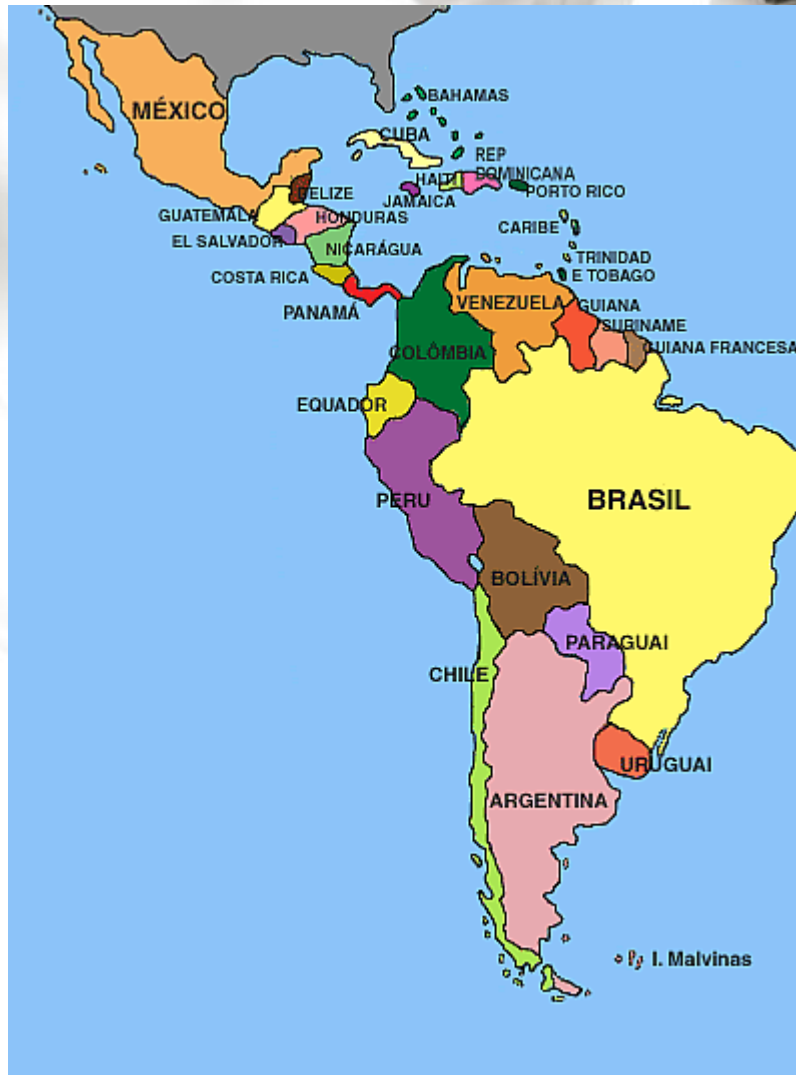 BAHAMAS
MÉXICO
CUBA
REP
DOMINICANA
HAITI
PORTO RICO
JAMAICA
BELIZE
GUATEMALA
HONDURAS
CARIBE
EL SALVADOR
NICARÁGUA
TRINIDAD
E TOBAGO
COSTA RICA
PANAMÁ
VENEZUELA
GUIANA
SURINAME
GUIANA FRANCESA
COLÔMBIA
EQUADOR
PERU
BRASIL
BOLÍVIA
PARAGUAI
CHILE
URUGUAI
ARGENTINA
I. Malvinas